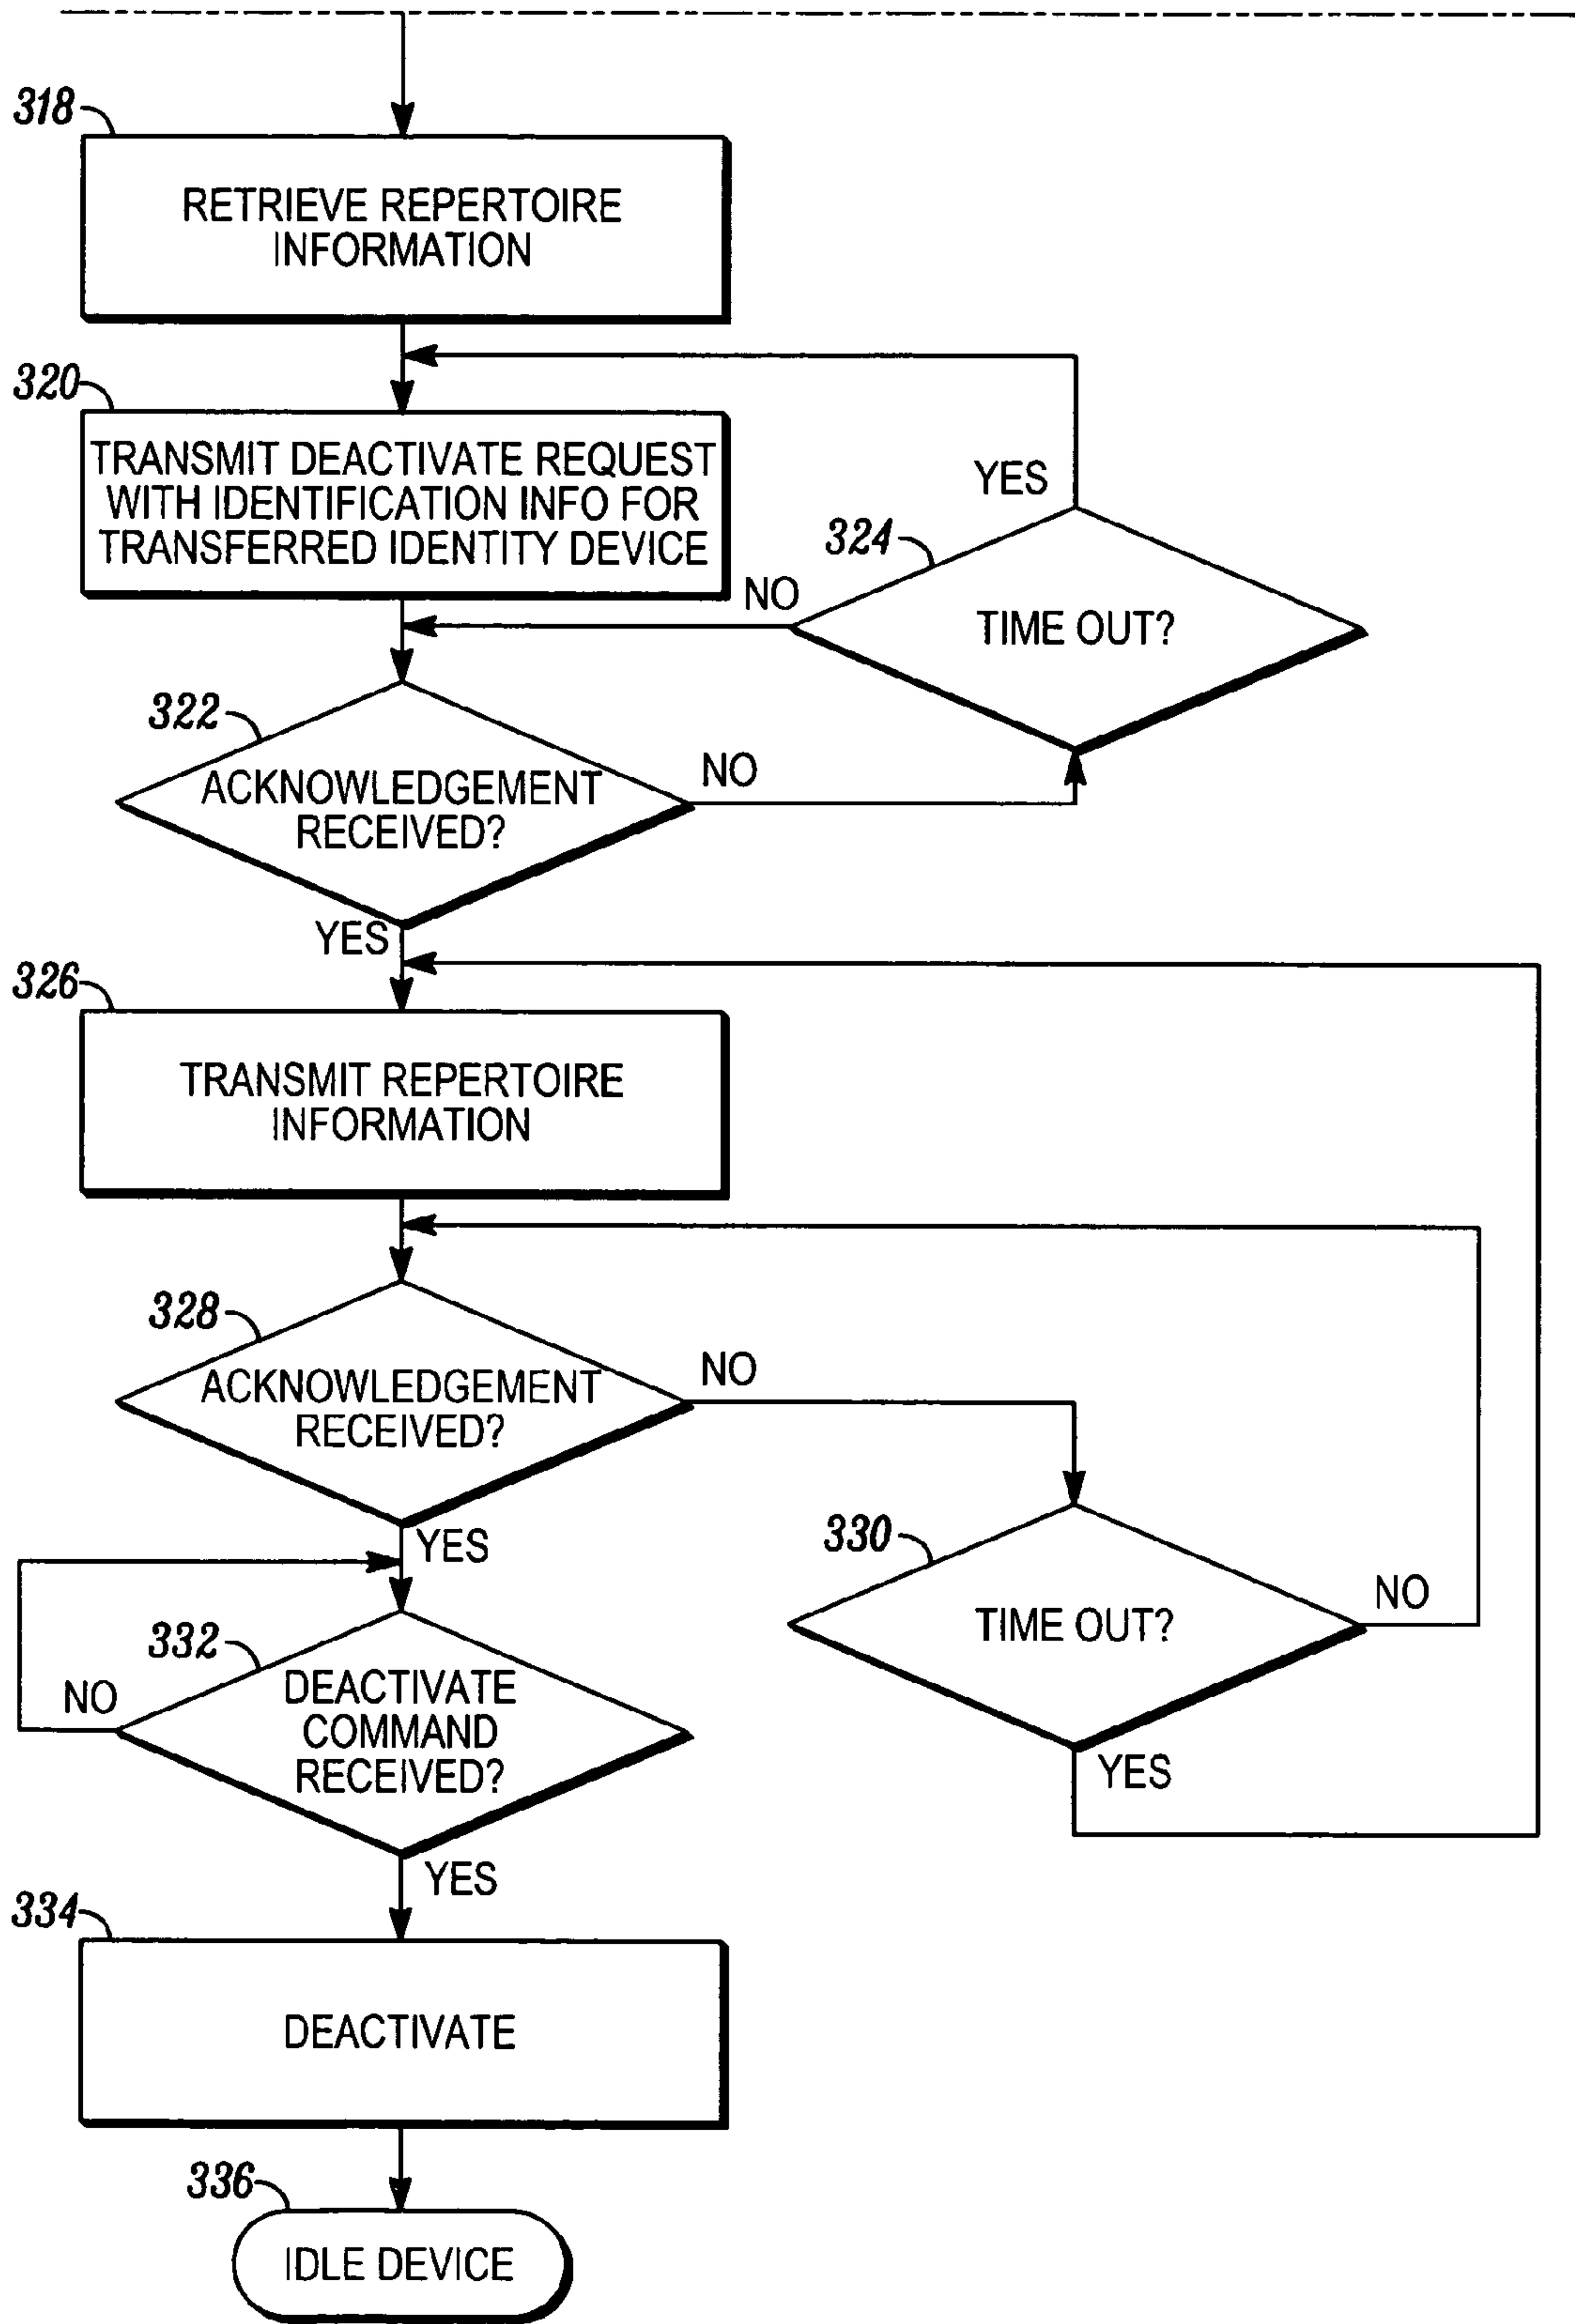 318
RETRIEVE REPERTOIRE
INFORMATION
320
TRANSMIT DEACTIVATE REQUEST
WITH IDENTIFICATION INFO FOR
TRANSFERRED IDENTITY DEVICE
YES
324
NO
TIME OUT?
322
ACKNOWLEDGEMENT
RECEIVED?
NO
YES
326
TRANSMIT REPERTOIRE
INFORMATION
328
ACKNOWLEDGEMENT
RECEIVED?
NO
YES
330
TIME OUT?
NO
YES
332
NO
DEACTIVATE
COMMAND
RECEIVED?
YES
334
DEACTIVATE
336
IDLE DEVICE